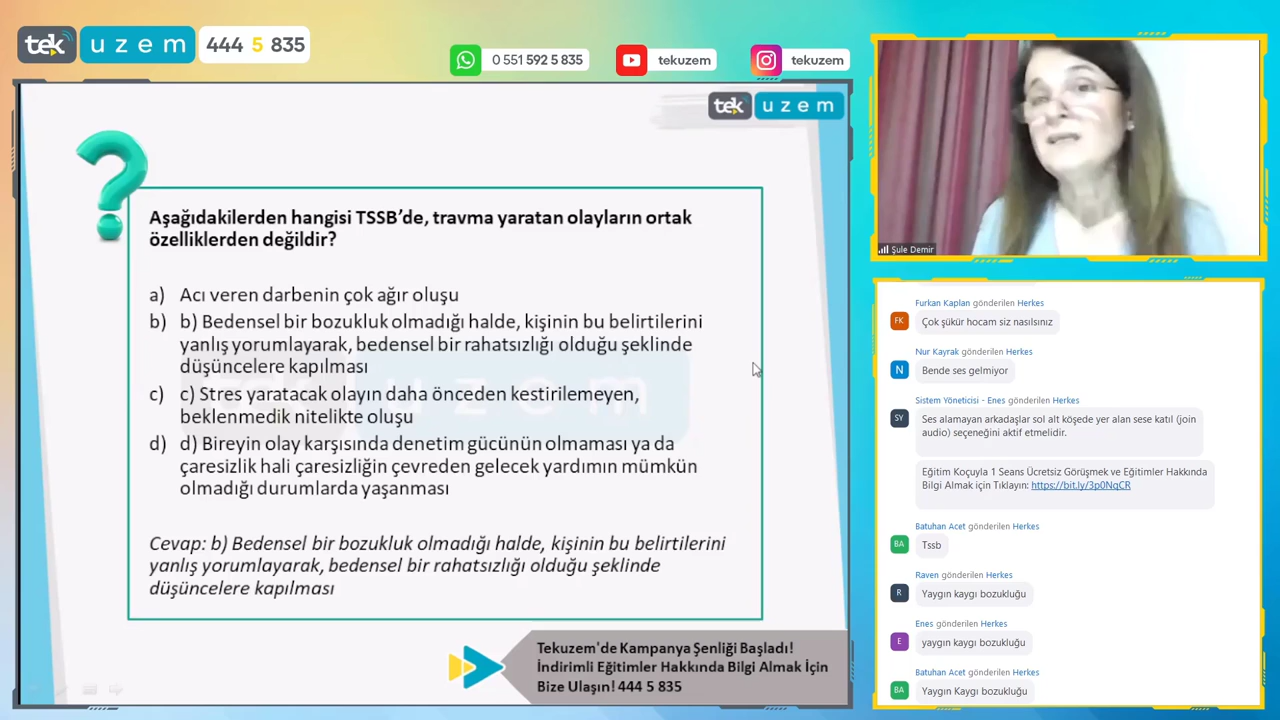 tek
uzem
444 5 835
0 551 592 5 835
tekuzem
tekuzem
tek uzem
Aşağıdakilerden hangisi TSSB’de, travma yaratan olayların ortak
özelliklerden değildir?
a) Acı veren darbenin çok ağır oluşu
b) b) Bedensel bir bozukluk olmadığı halde, kişinin bu belirtilerini
yanlış yorumlayarak, bedensel bir rahatsızlığı olduğu şeklinde
düşüncelere kapılması
c) c) Stres yaratacak olayın daha önceden kestirilemeyen,
beklenmedik nitelikte oluşu
d) d) Bireyin olay karşısında denetim gücünün olmaması ya da
çaresizlik hali çaresizliğin çevreden gelecek yardımın mümkün
olmadığı durumlarda yaşanması
Cevap: b) Bedensel bir bozukluk olmadığı halde, kişinin bu belirtilerini
yanlış yorumlayarak, bedensel bir rahatsızlığı olduğu şeklinde
düşüncelere kapılması
Tekuzem'de Kampanya Şenliği Başladı!
İndirimli Eğitimler Hakkında Bilgi Almak İçin
Bize Ulaşın! 444 5 835
Şule Demir
Furkan Kaplan gönderilen Herkes
FK
Çok şükür hocam siz nasılsınız
Nur Kayrak gönderilen Herkes
N
Bende ses gelmiyor
Sistem Yöneticisi - Enes gönderilen Herkes
SY
Ses alamayan arkadaşlar sol alt köşede yer alan sese katıl (join
audio) seçeneğini aktif etmelidir.
Eğitim Koçuyla 1 Seans Ücretsiz Görüşmek ve Eğitimler Hakkında
Bilgi Almak için Tıklayın: https://bit.ly/3p0NqCR
Batuhan Acet gönderilen Herkes
BA
Tssb
Raven gönderilen Herkes
R
Yaygın kaygı bozukluğu
Enes gönderilen Herkes
E
yaygın kaygı bozukluğu
Batuhan Acet gönderilen Herkes
BA
Yaygın Kaygı bozukluğu